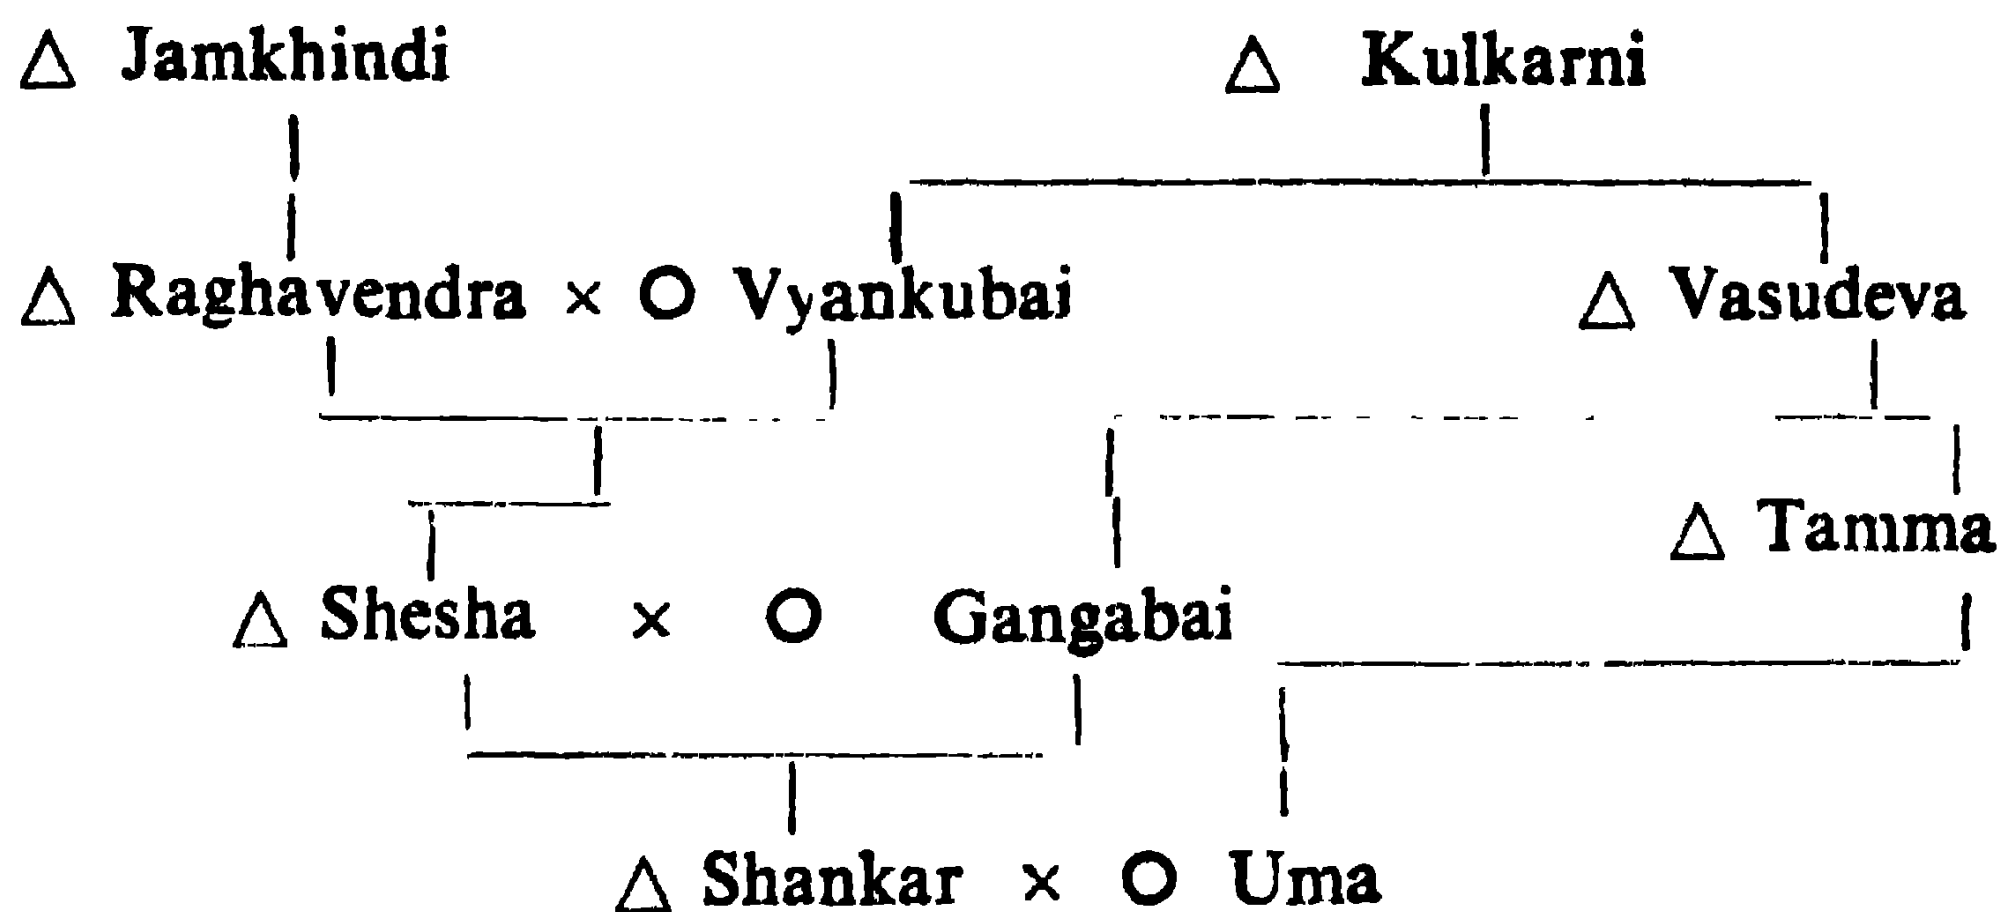 △ Jamkhindi △ Kulkarni
△ Raghavendra × O Vyankubai △ Vasudeva
△ Tamma
△ Shesha × O Gangabai
△ Shankar × O Uma